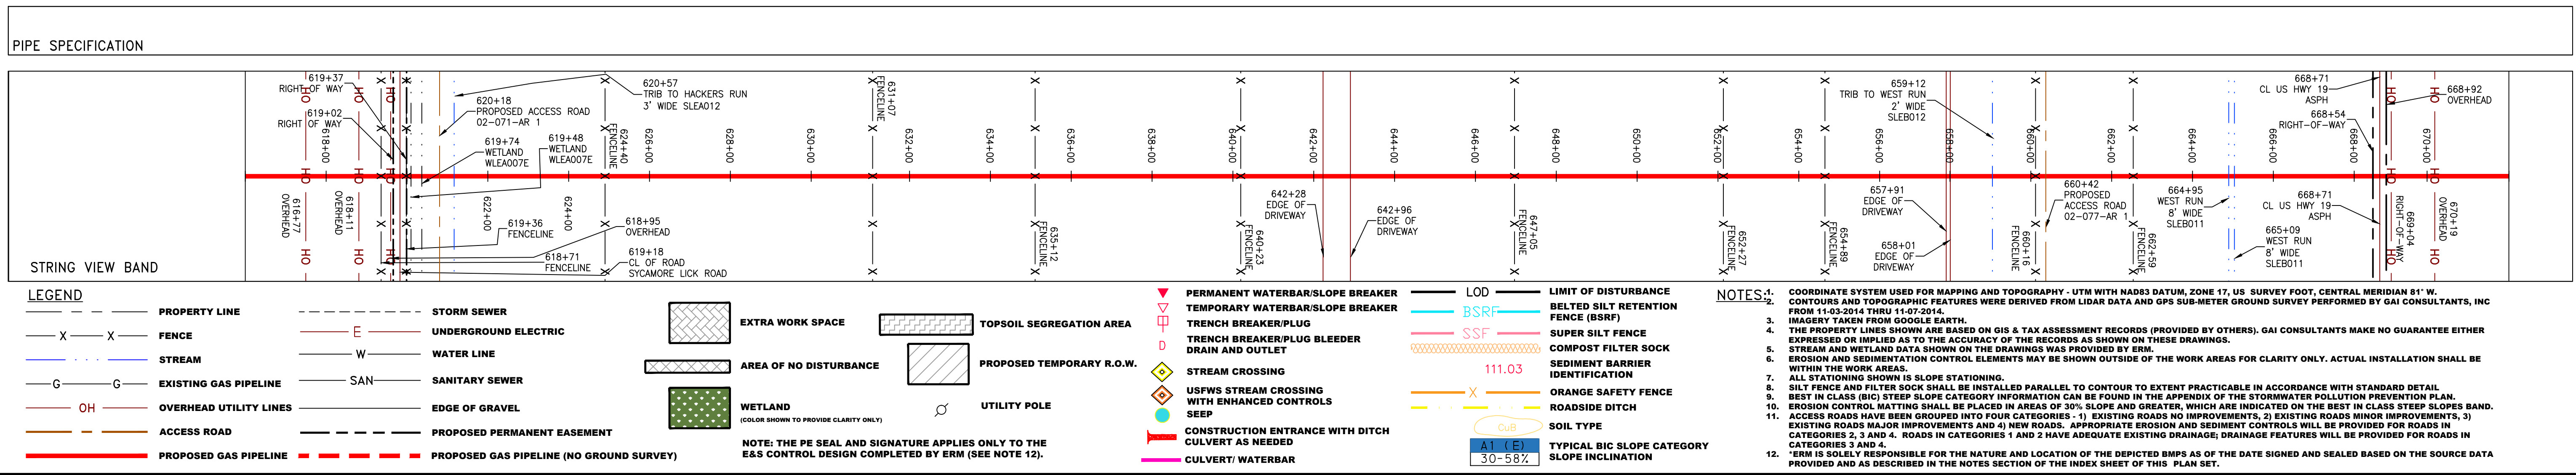 PIPE SPECIFICATION
STRING VIEW BAND
619+37
RIGHT OF WAY
619+02
RIGHT OF WAY
618+00
616+77
OVERHEAD
618+11
OVERHEAD
HO
HO
HO
HO
HO
HO
HO
HO
HO
HO
HO
HO
620+57
TRIB TO HACKERS RUN
3' WIDE SLEA012
620+18
PROPOSED ACCESS ROAD
02-071-AR 1
619+74
WETLAND
WLEA007E
619+48
WETLAND
WLEA007E
622+00
624+00
624+40
FENCELINE
626+00
628+00
630+00
619+36
FENCELINE
618+95
OVERHEAD
618+71
FENCELINE
619+18
CL OF ROAD
SYCAMORE LICK ROAD
631+07
FENCELINE
632+00
634+00
635+12
FENCELINE
636+00
638+00
640+00
640+23
FENCELINE
642+00
642+28
EDGE OF
DRIVEWAY
642+96
EDGE OF
DRIVEWAY
644+00
646+00
647+05
FENCELINE
648+00
650+00
652+00
652+27
FENCELINE
654+00
654+89
FENCELINE
656+00
658+00
657+91
EDGE OF
DRIVEWAY
658+01
EDGE OF
DRIVEWAY
659+12
TRIB TO WEST RUN
2' WIDE
SLEB012
660+00
660+16
FENCELINE
660+42
PROPOSED
ACCESS ROAD
02-077-AR 1
662+00
662+59
FENCELINE
664+00
664+95
WEST RUN
8' WIDE
SLEB011
665+09
WEST RUN
8' WIDE
SLEB011
666+00
668+00
668+71
CL US HWY 19
ASPH
668+54
RIGHT-OF-WAY
668+92
OVERHEAD
668+71
CL US HWY 19
ASPH
669+04
RIGHT-OF-WAY
670+00
670+19
OVERHEAD
LEGEND
PROPERTY LINE
X X FENCE
STREAM
G G EXISTING GAS PIPELINE
OH OVERHEAD UTILITY LINES
ACCESS ROAD
PROPOSED GAS PIPELINE
STORM SEWER
E UNDERGROUND ELECTRIC
W WATER LINE
SAN SANITARY SEWER
EDGE OF GRAVEL
PROPOSED PERMANENT EASEMENT
PROPOSED GAS PIPELINE (NO GROUND SURVEY)
EXTRA WORK SPACE
AREA OF NO DISTURBANCE
WETLAND
(COLOR SHOWN TO PROVIDE CLARITY ONLY)
TOPSOIL SEGREGATION AREA
PROPOSED TEMPORARY R.O.W.
UTILITY POLE
NOTE: THE PE SEAL AND SIGNATURE APPLIES ONLY TO THE
E&S CONTROL DESIGN COMPLETED BY ERM (SEE NOTE 12).
PERMANENT WATERBAR/SLOPE BREAKER
TEMPORARY WATERBAR/SLOPE BREAKER
TRENCH BREAKER/PLUG
D TRENCH BREAKER/PLUG BLEEDER
DRAIN AND OUTLET
STREAM CROSSING
USFWS STREAM CROSSING
WITH ENHANCED CONTROLS
SEEP
CONSTRUCTION ENTRANCE WITH DITCH
CULVERT AS NEEDED
CULVERT/ WATERBAR
LOD LIMIT OF DISTURBANCE
BSRF BELTED SILT RETENTION
FENCE (BSRF)
SSF SUPER SILT FENCE
COMPOST FILTER SOCK
111.03 SEDIMENT BARRIER
IDENTIFICATION
X ORANGE SAFETY FENCE
ROADSIDE DITCH
CuB SOIL TYPE
A1 (E) TYPICAL BIC SLOPE CATEGORY
30-58% SLOPE INCLINATION
NOTES:
1. COORDINATE SYSTEM USED FOR MAPPING AND TOPOGRAPHY - UTM WITH NAD83 DATUM, ZONE 17, US SURVEY FOOT, CENTRAL MERIDIAN 81° W.
2. CONTOURS AND TOPOGRAPHIC FEATURES WERE DERIVED FROM LIDAR DATA AND GPS SUB-METER GROUND SURVEY PERFORMED BY GAI CONSULTANTS, INC
FROM 11-03-2014 THRU 11-07-2014.
3. IMAGERY TAKEN FROM GOOGLE EARTH.
4. THE PROPERTY LINES SHOWN ARE BASED ON GIS & TAX ASSESSMENT RECORDS (PROVIDED BY OTHERS). GAI CONSULTANTS MAKE NO GUARANTEE EITHER
EXPRESSED OR IMPLIED AS TO THE ACCURACY OF THE RECORDS AS SHOWN ON THESE DRAWINGS.
5. STREAM AND WETLAND DATA SHOWN ON THE DRAWINGS WAS PROVIDED BY ERM.
6. EROSION AND SEDIMENTATION CONTROL ELEMENTS MAY BE SHOWN OUTSIDE OF THE WORK AREAS FOR CLARITY ONLY. ACTUAL INSTALLATION SHALL BE
WITHIN THE WORK AREAS.
7. ALL STATIONING SHOWN IS SLOPE STATIONING.
8. SILT FENCE AND FILTER SOCK SHALL BE INSTALLED PARALLEL TO CONTOUR TO EXTENT PRACTICABLE IN ACCORDANCE WITH STANDARD DETAIL
9. BEST IN CLASS (BIC) STEEP SLOPE CATEGORY INFORMATION CAN BE FOUND IN THE APPENDIX OF THE STORMWATER POLLUTION PREVENTION PLAN.
10. EROSION CONTROL MATTING SHALL BE PLACED IN AREAS OF 30% SLOPE AND GREATER, WHICH ARE INDICATED ON THE BEST IN CLASS STEEP SLOPES BAND.
11. ACCESS ROADS HAVE BEEN GROUPED INTO FOUR CATEGORIES - 1) EXISTING ROADS NO IMPROVEMENTS, 2) EXISTING ROADS MINOR IMPROVEMENTS, 3)
EXISTING ROADS MAJOR IMPROVEMENTS AND 4) NEW ROADS. APPROPRIATE EROSION AND SEDIMENT CONTROLS WILL BE PROVIDED FOR ROADS IN
CATEGORIES 2, 3 AND 4. ROADS IN CATEGORIES 1 AND 2 HAVE ADEQUATE EXISTING DRAINAGE; DRAINAGE FEATURES WILL BE PROVIDED FOR ROADS IN
CATEGORIES 3 AND 4.
12. *ERM IS SOLELY RESPONSIBLE FOR THE NATURE AND LOCATION OF THE DEPICTED BMPS AS OF THE DATE SIGNED AND SEALED BASED ON THE SOURCE DATA
PROVIDED AND AS DESCRIBED IN THE NOTES SECTION OF THE INDEX SHEET OF THIS PLAN SET.